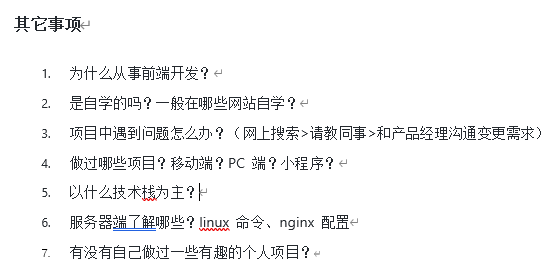 其它事项
1. 为什么从事前端开发？
2. 是自学的吗？一般在哪些网站自学？
3. 项目中遇到问题怎么办？（网上搜索>请教同事>和产品经理沟通变更需求）
4. 做过哪些项目？移动端？PC 端？小程序？
5. 以什么技术栈为主？
6. 服务器端了解哪些？linux 命令、nginx 配置
7. 有没有自己做过一些有趣的个人项目？